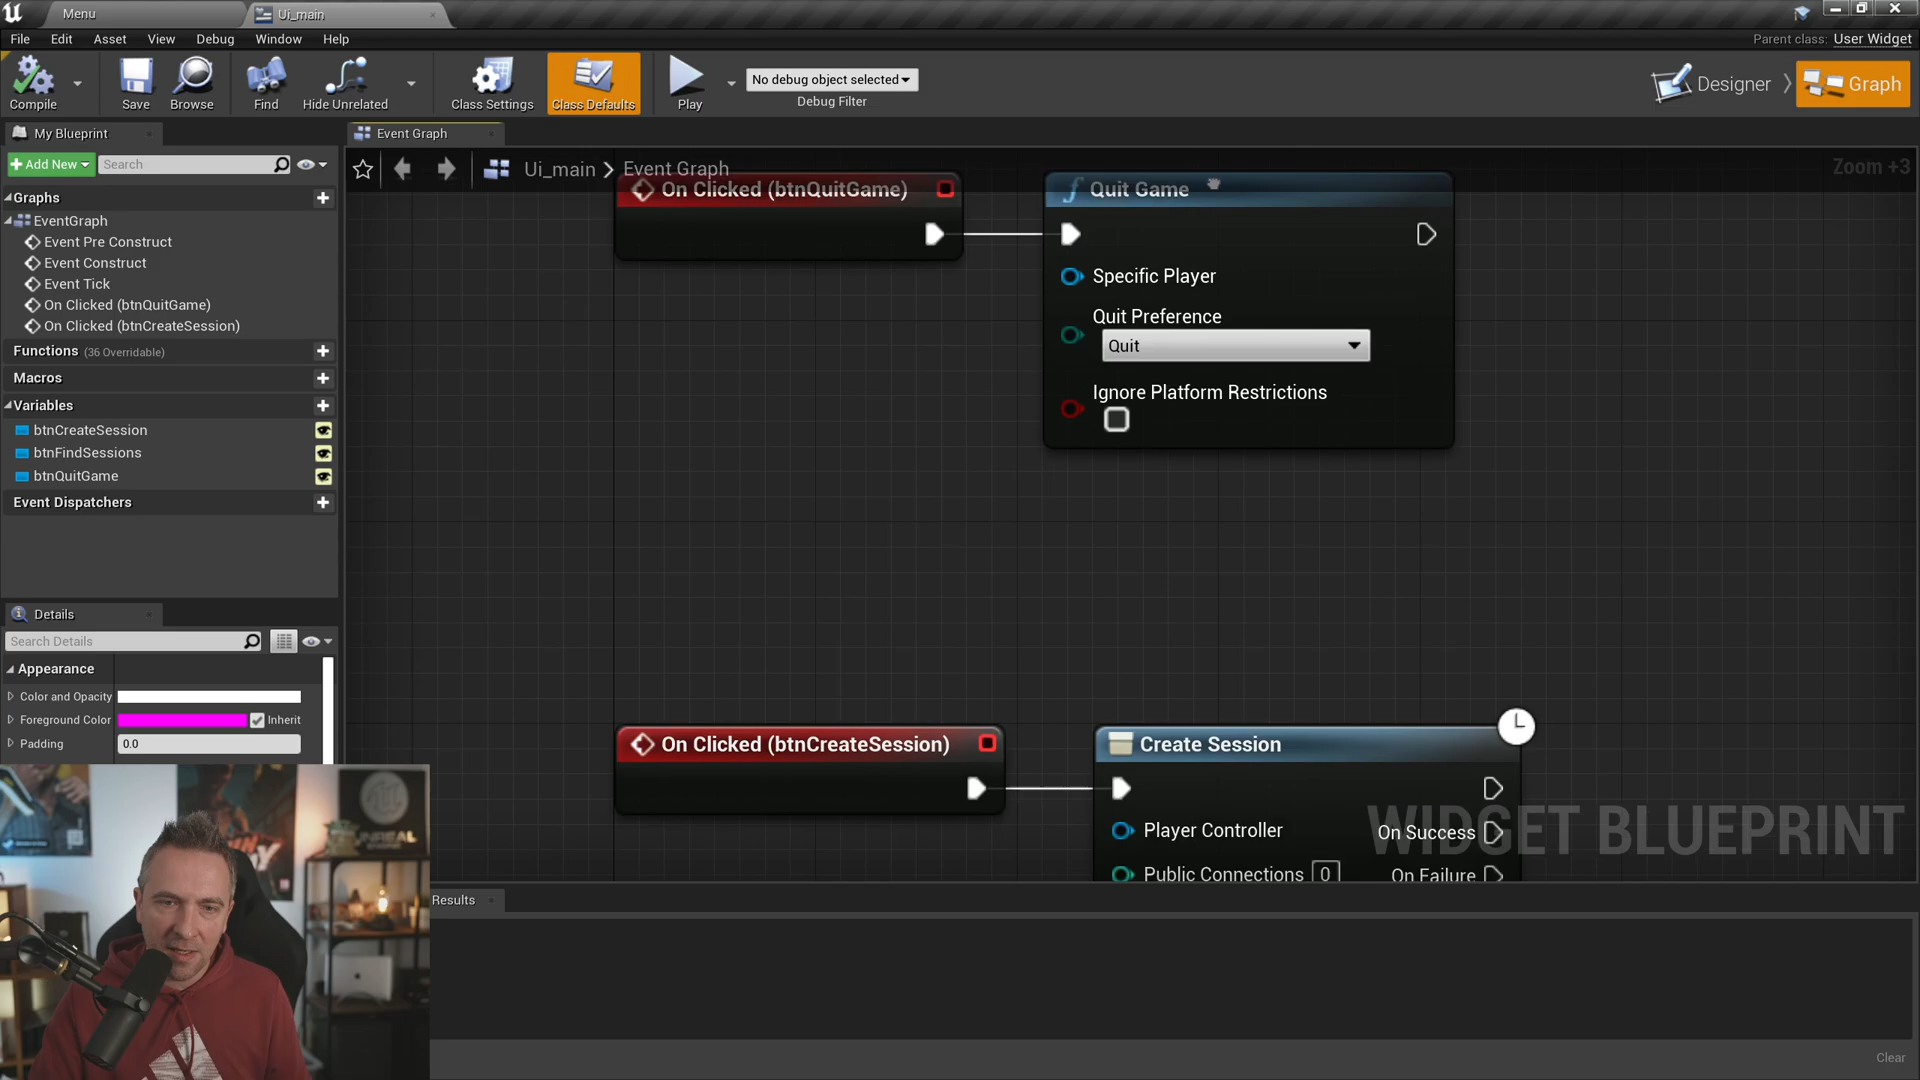 Menu
Ui_main
File Edit Asset View Debug Window Help
Parent class: User Widget
Compile
Save
Browse
Find
Hide Unrelated
Class Settings
Class Defaults
Play
No debug object selected
Debug Filter
Designer
Graph
My Blueprint
Event Graph
Add New
Search
Ui_main > Event Graph
Zoom +3
Graphs
EventGraph
Event Pre Construct
Event Construct
Event Tick
On Clicked (btnQuitGame)
On Clicked (btnCreateSession)
Functions (36 Overridable)
Macros
Variables
btnCreateSession
btnFindSessions
btnQuitGame
Event Dispatchers
On Clicked (btnQuitGame)
Quit Game
Specific Player
Quit Preference
Quit
Ignore Platform Restrictions
Details
Search Details
Appearance
Color and Opacity
Foreground Color
Inherit
Padding
0.0
On Clicked (btnCreateSession)
Create Session
Player Controller
On Success
Public Connections 0
On Failure
WIDGET BLUEPRINT
Results
Clear